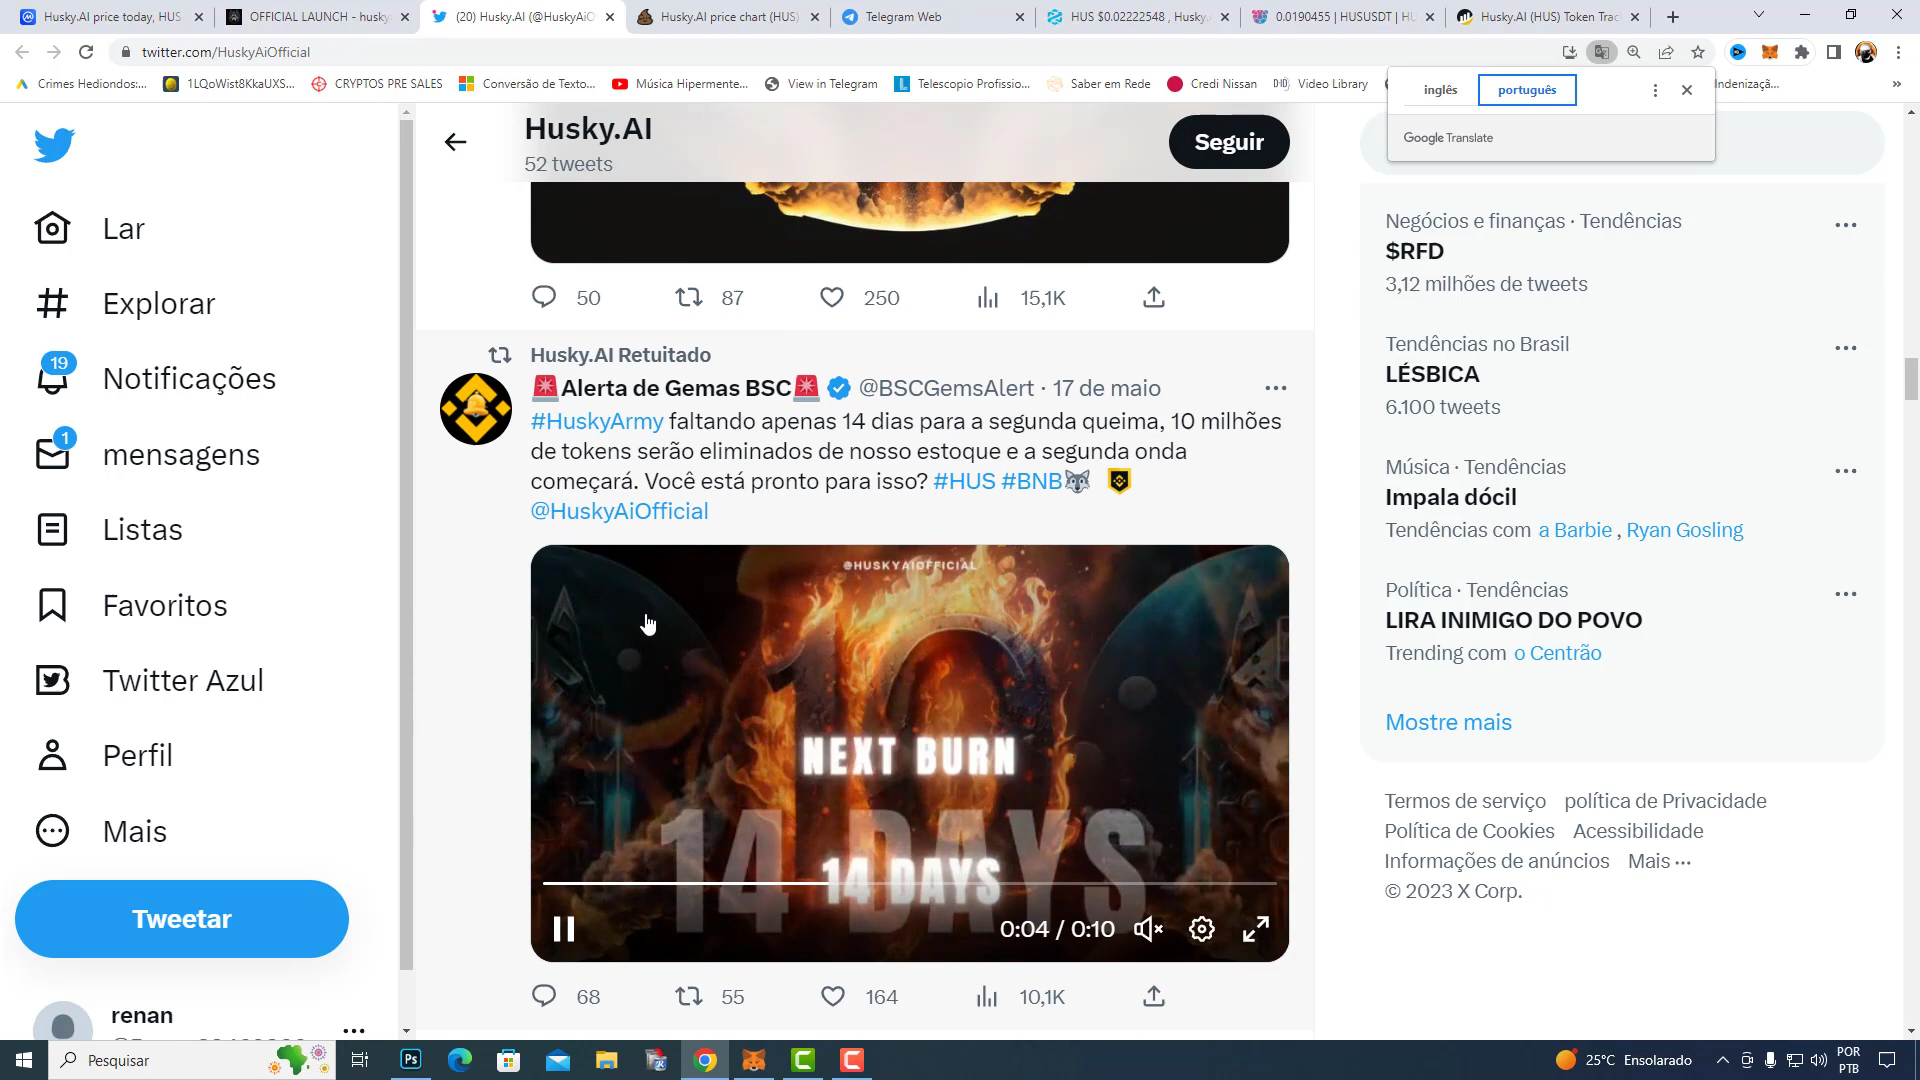 Husky.AI price today, HUS
OFFICIAL LAUNCH - husky
(20) Husky.AI (@HuskyAiO
Husky.AI price chart (HUS)
Telegram Web
HUS $0.02222548 , Husky.
0.0190455 | HUSUSDT | HU
Husky.AI (HUS) Token Trac
twitter.com/HuskyAiOfficial
Crimes Hediondos:...
1LQoWist8KkaUXS...
CRYPTOS PRE SALES
Conversão de Texto...
Música Hipermente...
View in Telegram
Telescopio Profissio...
Saber em Rede
Credi Nissan
Video Library
Indenizaç...
inglês
português
Google Translate
Husky.AI
52 tweets
Seguir
Lar
Explorar
19
Notificações
1
mensagens
Listas
Favoritos
Twitter Azul
Perfil
Mais
Tweetar
renan
50
87
250
15,1K
Husky.AI Retuitado
Alerta de Gemas BSC @BSCGemsAlert · 17 de maio
#HuskyArmy faltando apenas 14 dias para a segunda queima, 10 milhões
de tokens serão eliminados de nosso estoque e a segunda onda
começará. Você está pronto para isso? #HUS #BNB
@HuskyAiOfficial
@HUSKYAIOFFICIAL
10
NEXT BURN
14 DAYS
14 DAYS
0:04 / 0:10
68
55
164
10,1K
Negócios e finanças · Tendências
$RFD
3,12 milhões de tweets
Tendências no Brasil
LÉSBICA
6.100 tweets
Música · Tendências
Impala dócil
Tendências com a Barbie , Ryan Gosling
Política · Tendências
LIRA INIMIGO DO POVO
Trending com o Centrão
Mostre mais
Termos de serviço política de Privacidade
Política de Cookies Acessibilidade
Informações de anúncios Mais
© 2023 X Corp.
Pesquisar
Ps
25°C Ensolarado
POR
PTB